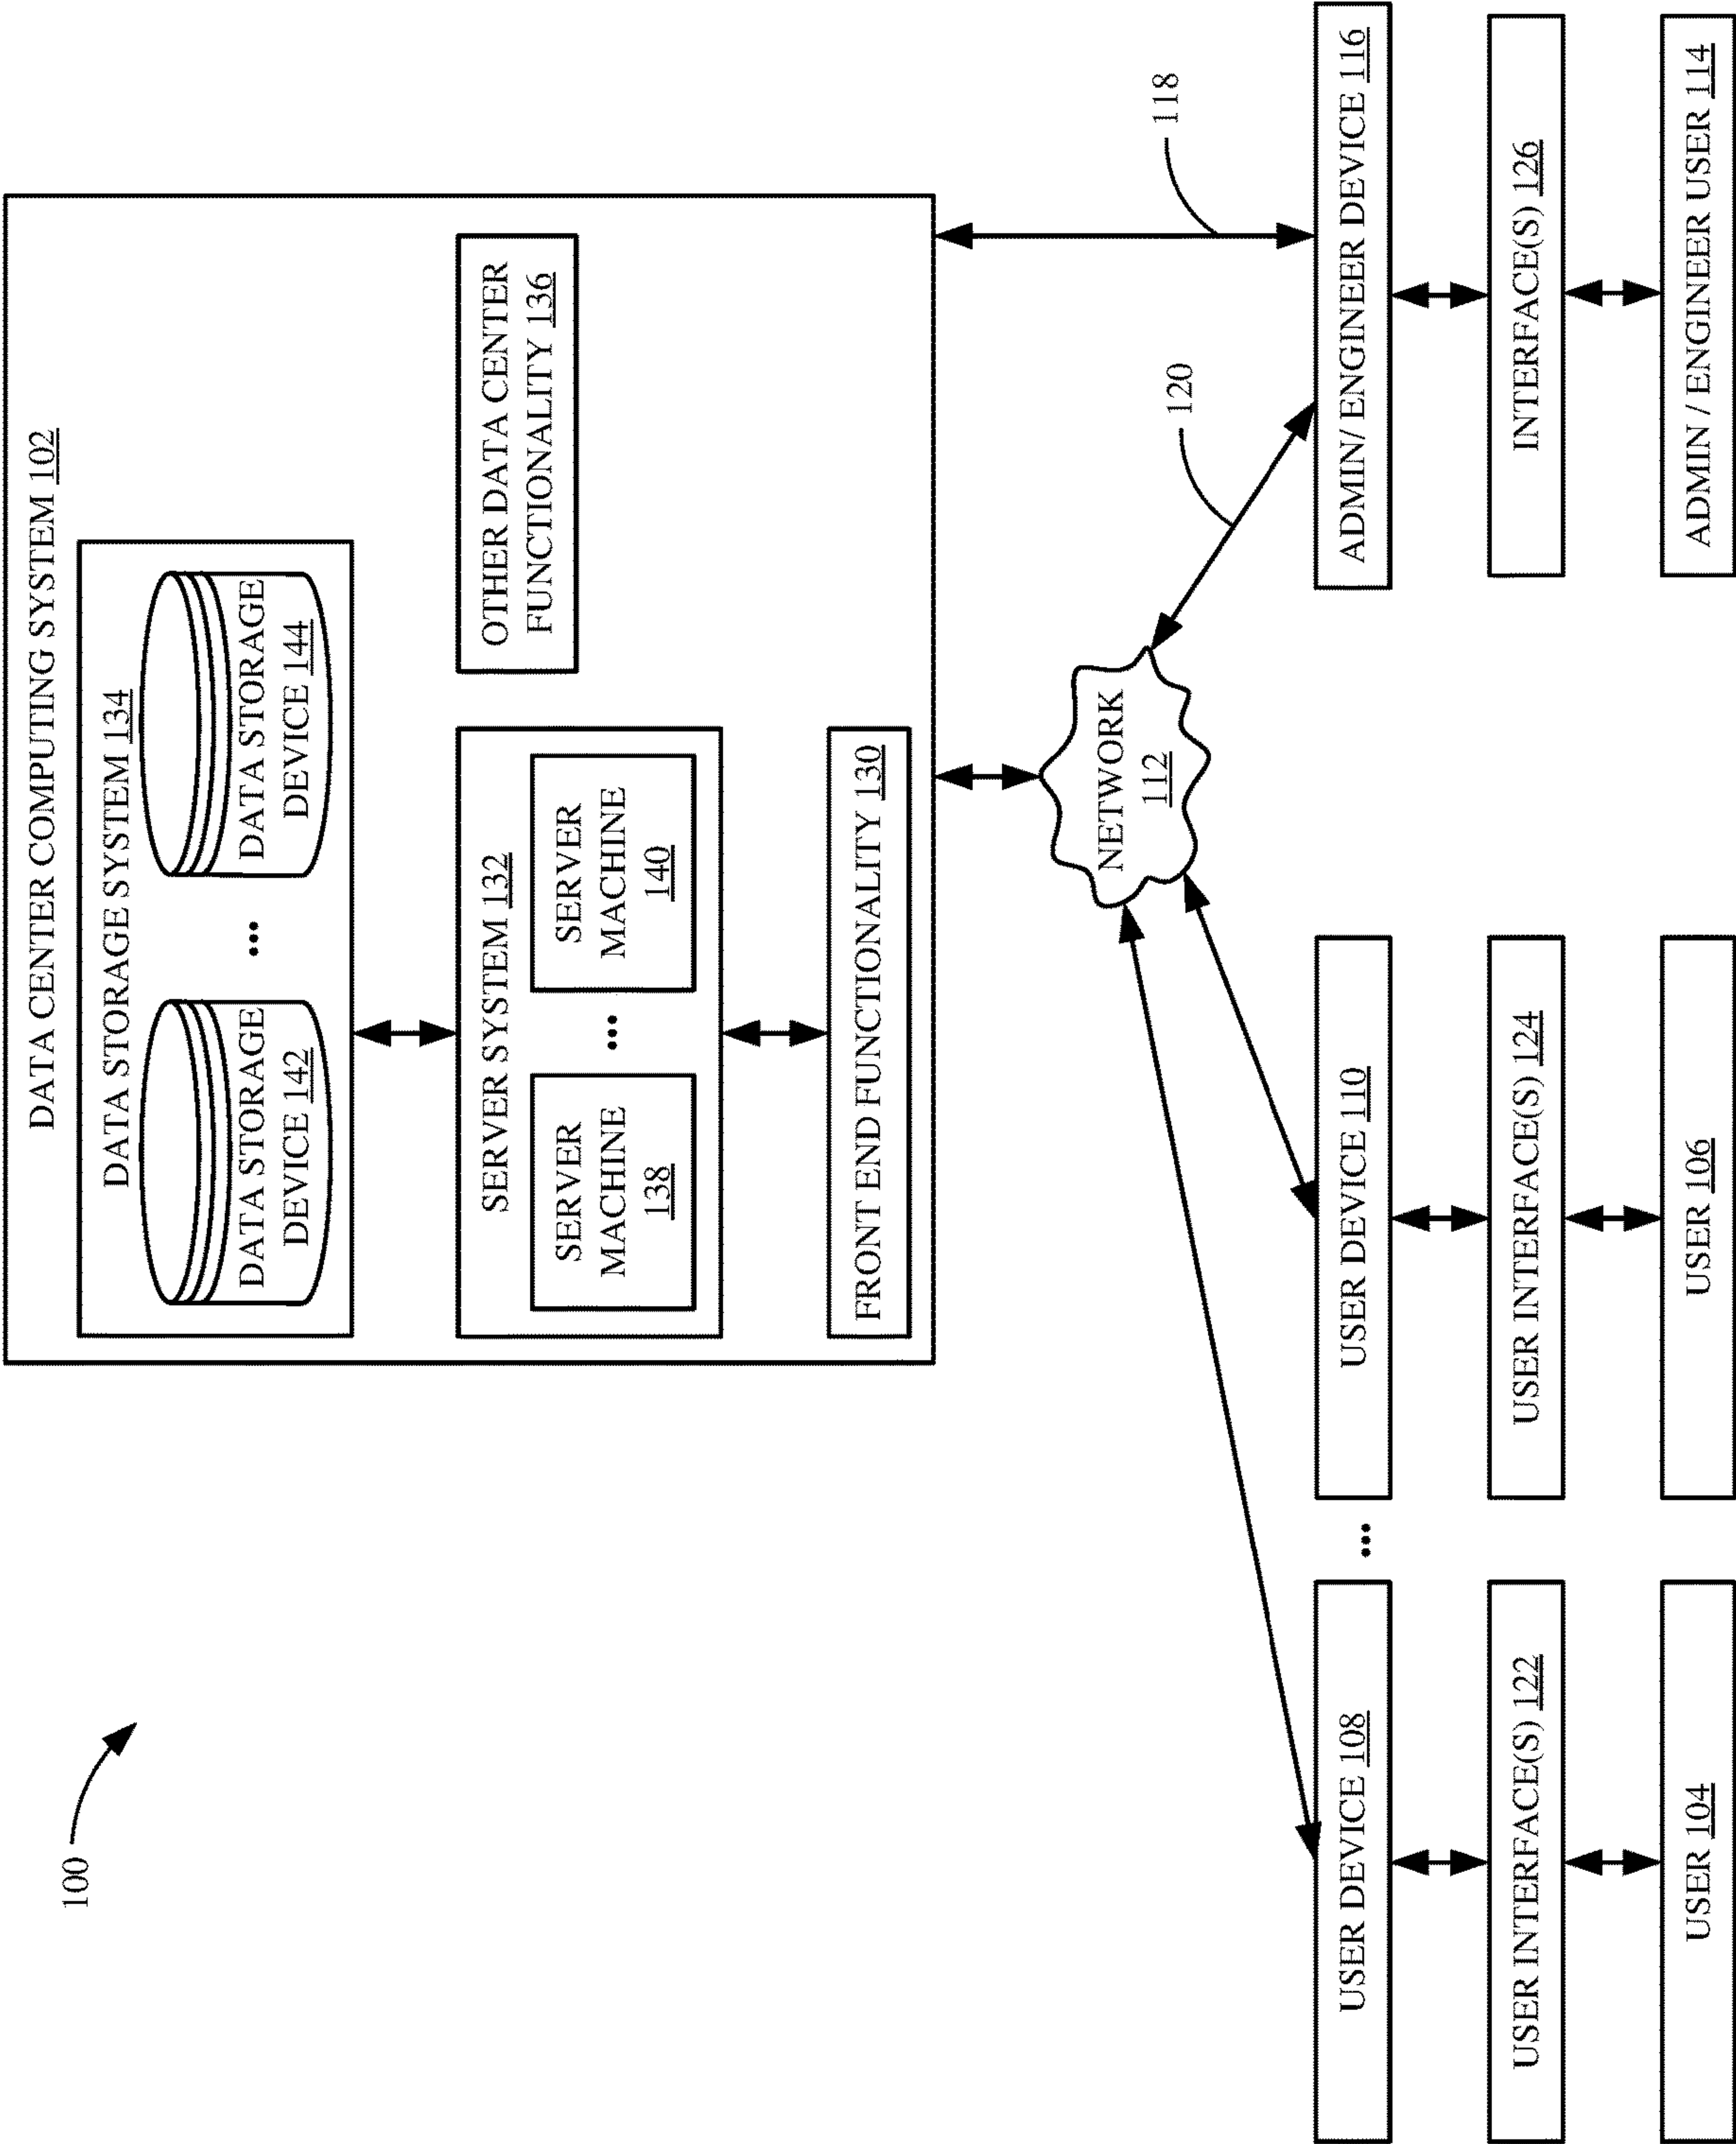 100
DATA CENTER COMPUTING SYSTEM 102
DATA STORAGE SYSTEM 134
DATA STORAGE
DEVICE 142
...
DATA STORAGE
DEVICE 144
SERVER SYSTEM 132
SERVER
MACHINE
138
...
SERVER
MACHINE
140
OTHER DATA CENTER
FUNCTIONALITY 136
FRONT END FUNCTIONALITY 130
NETWORK
112
120
118
USER DEVICE 108
...
USER DEVICE 110
ADMIN/ ENGINEER DEVICE 116
USER INTERFACE(S) 122
USER INTERFACE(S) 124
INTERFACE(S) 126
USER 104
USER 106
ADMIN / ENGINEER USER 114